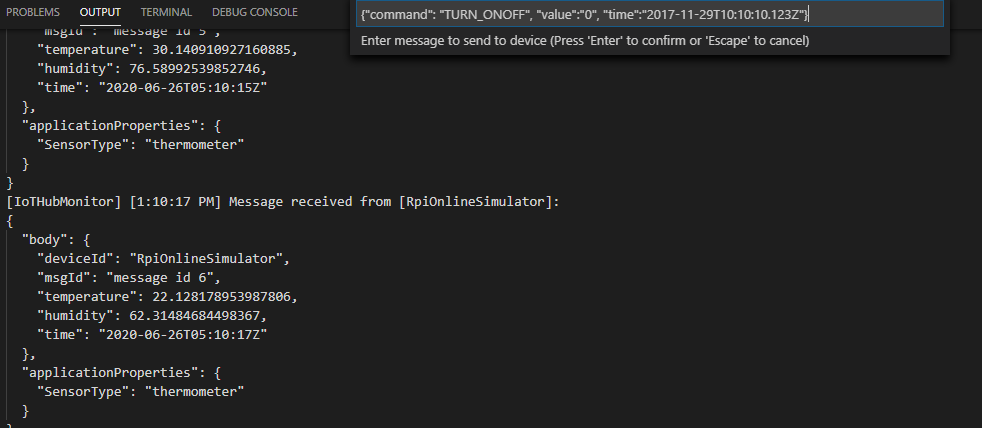 PROBLEMS OUTPUT TERMINAL DEBUG CONSOLE
{"command": "TURN_ONOFF", "value":"0", "time":"2017-11-29T10:10:10.123Z"}
Enter message to send to device (Press 'Enter' to confirm or 'Escape' to cancel)
"msgId": "message id 5",
"temperature": 30.140910927160885,
"humidity": 76.58992539852746,
"time": "2020-06-26T05:10:15Z"
},
"applicationProperties": {
"SensorType": "thermometer"
}
}
[IoTHubMonitor] [1:10:17 PM] Message received from [RpiOnlineSimulator]:
{
"body": {
"deviceId": "RpiOnlineSimulator",
"msgId": "message id 6",
"temperature": 22.128178953987806,
"humidity": 62.31484684498367,
"time": "2020-06-26T05:10:17Z"
},
"applicationProperties": {
"SensorType": "thermometer"
}
}